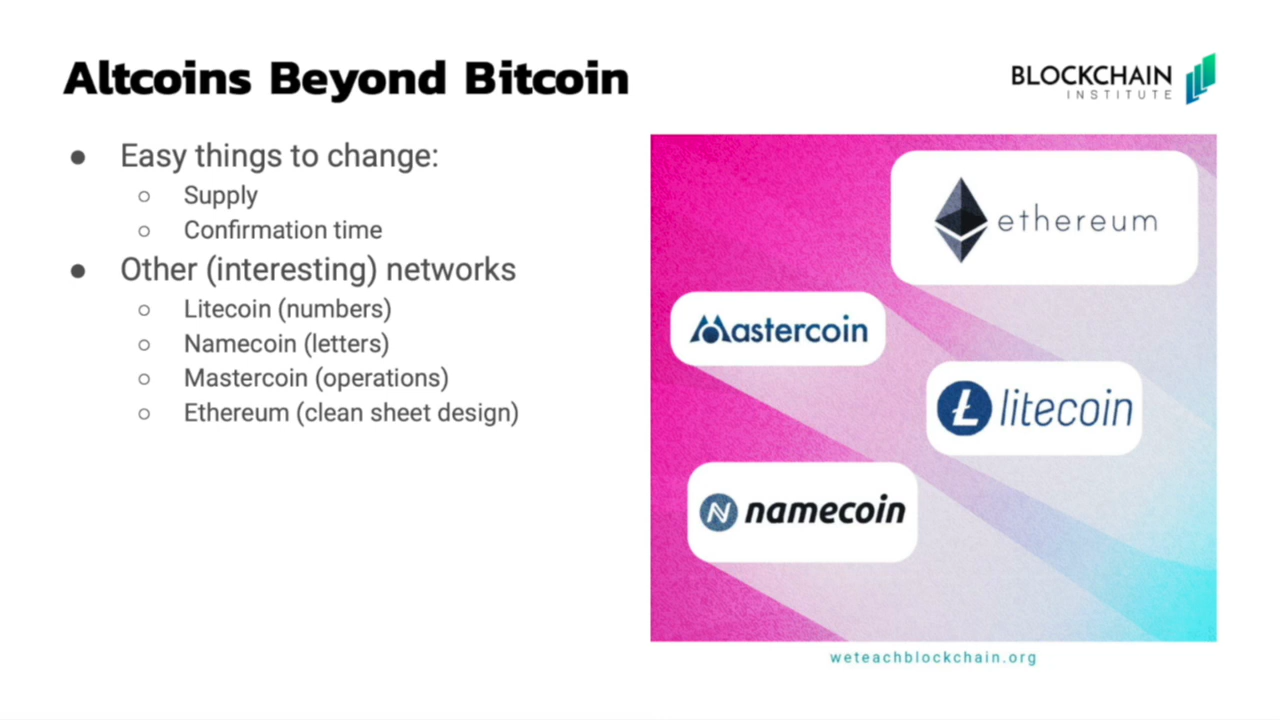 Altcoins Beyond Bitcoin
BLOCKCHAIN
INSTITUTE
● Easy things to change:
○ Supply
○ Confirmation time
● Other (interesting) networks
○ Litecoin (numbers)
○ Namecoin (letters)
○ Mastercoin (operations)
○ Ethereum (clean sheet design)
ethereum
Mastercoin
litecoin
namecoin
weteachblockchain.org